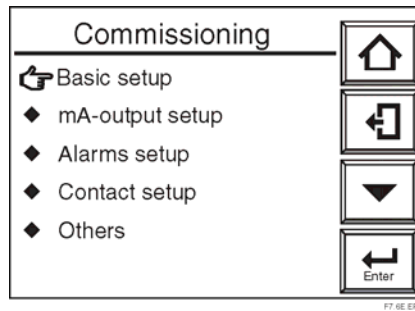 Commissioning
Basic setup
mA-output setup
Alarms setup
Contact setup
Others
Enter